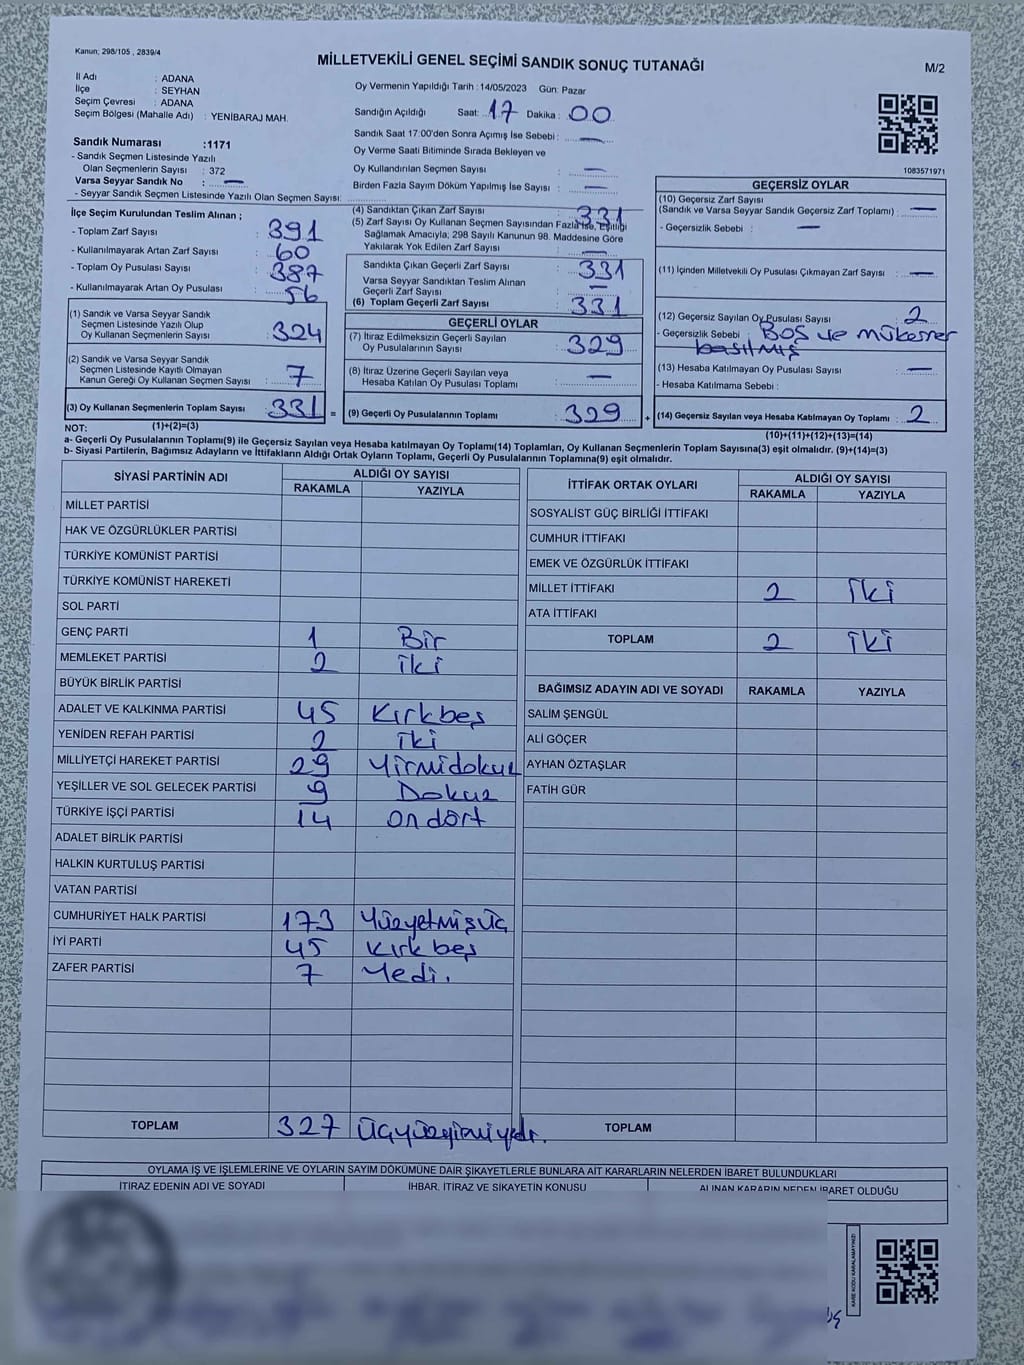 Kanun; 298/105 , 2839/4
MİLLETVEKİLİ GENEL SEÇİMİ SANDIK SONUÇ TUTANAĞI
M/2
İl Adı : ADANA
İlçe : SEYHAN
Seçim Çevresi : ADANA
Seçim Bölgesi (Mahalle Adı) : YENİBARAJ MAH.
Sandık Numarası :1171
- Sandık Seçmen Listesinde Yazılı
Olan Seçmenlerin Sayısı : 372
Varsa Seyyar Sandık No : —
- Seyyar Sandık Seçmen Listesinde Yazılı Olan Seçmen Sayısı:
Oy Vermenin Yapıldığı Tarih : 14/05/2023 Gün: Pazar
Sandığın Açıldığı Saat: 17 Dakika : 00
Sandık Saat 17:00'den Sonra Açımış İse Sebebi : —
Oy Verme Saati Bitiminde Sırada Bekleyen ve
Oy Kullandırılan Seçmen Sayısı : —
Birden Fazla Sayım Döküm Yapılmış İse Sayısı : —
1083571971
İlçe Seçim Kurulundan Teslim Alınan ;
- Toplam Zarf Sayısı : 391
- Kullanılmayarak Artan Zarf Sayısı : 60
- Toplam Oy Pusulası Sayısı : 387
- Kullanılmayarak Artan Oy Pusulası : 56
(1) Sandık ve Varsa Seyyar Sandık
Seçmen Listesinde Yazılı Olup
Oy Kullanan Seçmenlerin Sayısı : 324
(2) Sandık ve Varsa Seyyar Sandık
Seçmen Listesinde Kayıtlı Olmayan
Kanun Gereği Oy Kullanan Seçmen Sayısı : 7
(3) Oy Kullanan Seçmenlerin Toplam Sayısı : 331 =
(1)+(2)=(3)
(4) Sandıktan Çıkan Zarf Sayısı : 331
(5) Zarf Sayısı Oy Kullanan Seçmen Sayısından Fazla İse, Eşitliği
Sağlamak Amacıyla; 298 Sayılı Kanunun 98. Maddesine Göre
Yakılarak Yok Edilen Zarf Sayısı : —
Sandıkta Çıkan Geçerli Zarf Sayısı : 331
Varsa Seyyar Sandıktan Teslim Alınan
Geçerli Zarf Sayısı : —
(6) Toplam Geçerli Zarf Sayısı : 331
GEÇERLİ OYLAR
(7) İtiraz Edilmeksizin Geçerli Sayılan
Oy Pusulalarının Sayısı : 329
(8) İtiraz Üzerine Geçerli Sayılan veya
Hesaba Katılan Oy Pusulası Toplamı : —
(9) Geçerli Oy Pusulalarının Toplamı : 329 +
GEÇERSİZ OYLAR
(10) Geçersiz Zarf Sayısı
(Sandık ve Varsa Seyyar Sandık Geçersiz Zarf Toplamı) : —
- Geçersizlik Sebebi : —
(11) İçinden Milletvekili Oy Pusulası Çıkmayan Zarf Sayısı : —
(12) Geçersiz Sayılan Oy Pusulası Sayısı : 2
- Geçersizlik Sebebi : BOŞ ve mükerrer
basılmış
(13) Hesaba Katılmayan Oy Pusulası Sayısı : —
- Hesaba Katılmama Sebebi :
(14) Geçersiz Sayılan veya Hesaba Katılmayan Oy Toplamı : 2
(10)+(11)+(12)+(13)=(14)
NOT:
a- Geçerli Oy Pusulalarının Toplamı(9) ile Geçersiz Sayılan veya Hesaba katılmayan Oy Toplamı(14) Toplamları, Oy Kullanan Seçmenlerin Toplam Sayısına(3) eşit olmalıdır. (9)+(14)=(3)
b- Siyasi Partilerin, Bağımsız Adayların ve İttifakların Aldığı Ortak Oyların Toplamı, Geçerli Oy Pusulalarının Toplamına(9) eşit olmalıdır.
SİYASİ PARTİNİN ADI ALDIĞI OY SAYISI
RAKAMLA YAZIYLA
MİLLET PARTİSİ
HAK VE ÖZGÜRLÜKLER PARTİSİ
TÜRKİYE KOMÜNİST PARTİSİ
TÜRKİYE KOMÜNİST HAREKETİ
SOL PARTİ
GENÇ PARTİ 1 Bir
MEMLEKET PARTİSİ 2 iki
BÜYÜK BİRLİK PARTİSİ
ADALET VE KALKINMA PARTİSİ 45 Kırkbeş
YENİDEN REFAH PARTİSİ 2 iki
MİLLİYETÇİ HAREKET PARTİSİ 29 Yirmidokuz
YEŞİLLER VE SOL GELECEK PARTİSİ 9 Dokuz
TÜRKİYE İŞÇİ PARTİSİ 14 on dört
ADALET BİRLİK PARTİSİ
HALKIN KURTULUŞ PARTİSİ
VATAN PARTİSİ
CUMHURİYET HALK PARTİSİ 173 Yüzyetmişüç
İYİ PARTİ 45 Kırkbeş
ZAFER PARTİSİ 7 Yedi.
TOPLAM 327 Üçyüzyirmiyedi.
İTTİFAK ORTAK OYLARI ALDIĞI OY SAYISI
RAKAMLA YAZIYLA
SOSYALİST GÜÇ BİRLİĞİ İTTİFAKI
CUMHUR İTTİFAKI
EMEK VE ÖZGÜRLÜK İTTİFAKI
MİLLET İTTİFAKI 2 İki
ATA İTTİFAKI
TOPLAM 2 İKİ
BAĞIMSIZ ADAYIN ADI VE SOYADI RAKAMLA YAZIYLA
SALİM ŞENGÜL
ALİ GÖÇER
AYHAN ÖZTAŞLAR
FATİH GÜR
TOPLAM
OYLAMA İŞ VE İŞLEMLERİNE VE OYLARIN SAYIM DÖKÜMÜNE DAİR ŞİKAYETLERLE BUNLARA AİT KARARLARIN NELERDEN İBARET BULUNDUKLARI
İTİRAZ EDENİN ADI VE SOYADI İHBAR, İTİRAZ VE ŞİKAYETİN KONUSU ALINAN KARARIN NEDEN İBARET OLDUĞU
KARE KODU KARALAMAYINIZ!